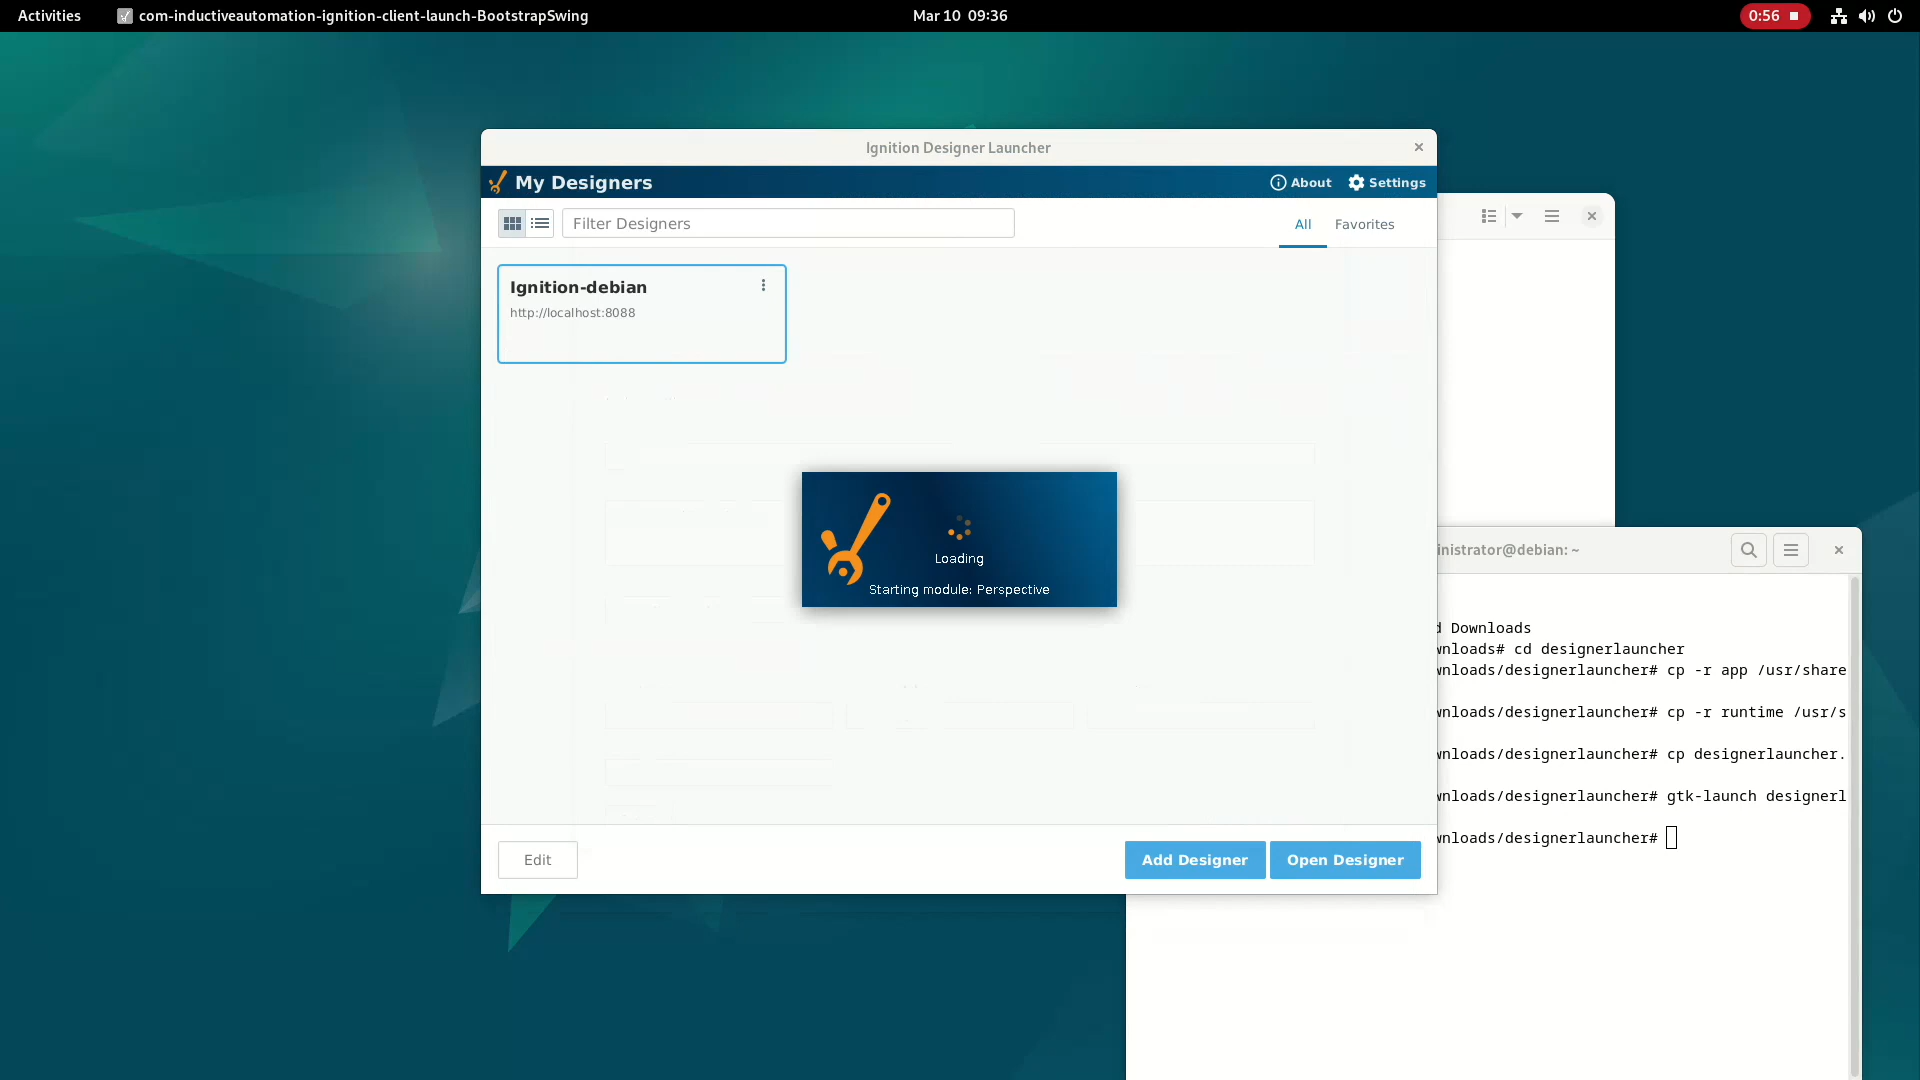 Activities
com-inductiveautomation-ignition-client-launch-BootstrapSwing
Mar 10 09:36
0:56
Ignition Designer Launcher
My Designers
About
Settings
Filter Designers
All
Favorites
Ignition-debian
http://localhost:8088
Loading
Starting module: Perspective
Edit
Add Designer
Open Designer
inistrator@debian: ~
d Downloads
wnloads# cd designerlauncher
wnloads/designerlauncher# cp -r app /usr/share
wnloads/designerlauncher# cp -r runtime /usr/s
wnloads/designerlauncher# cp designerlauncher.
wnloads/designerlauncher# gtk-launch designerl
wnloads/designerlauncher#